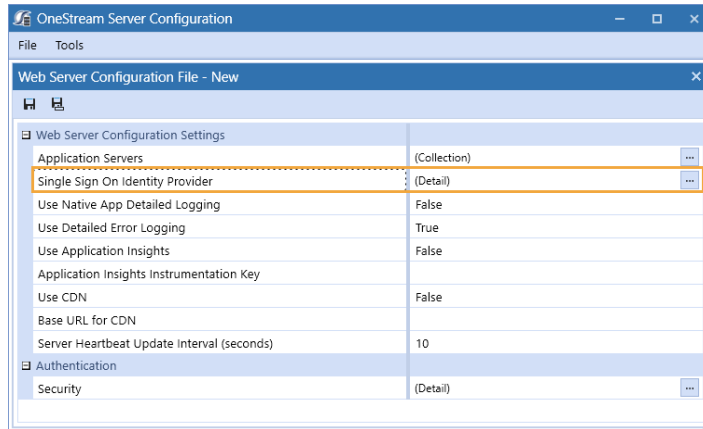 OneStream Server Configuration
File Tools
Web Server Configuration File - New
Web Server Configuration Settings
Application Servers (Collection) ...
Single Sign On Identity Provider (Detail) ...
Use Native App Detailed Logging False
Use Detailed Error Logging True
Use Application Insights False
Application Insights Instrumentation Key
Use CDN False
Base URL for CDN
Server Heartbeat Update Interval (seconds) 10
Authentication
Security (Detail) ...